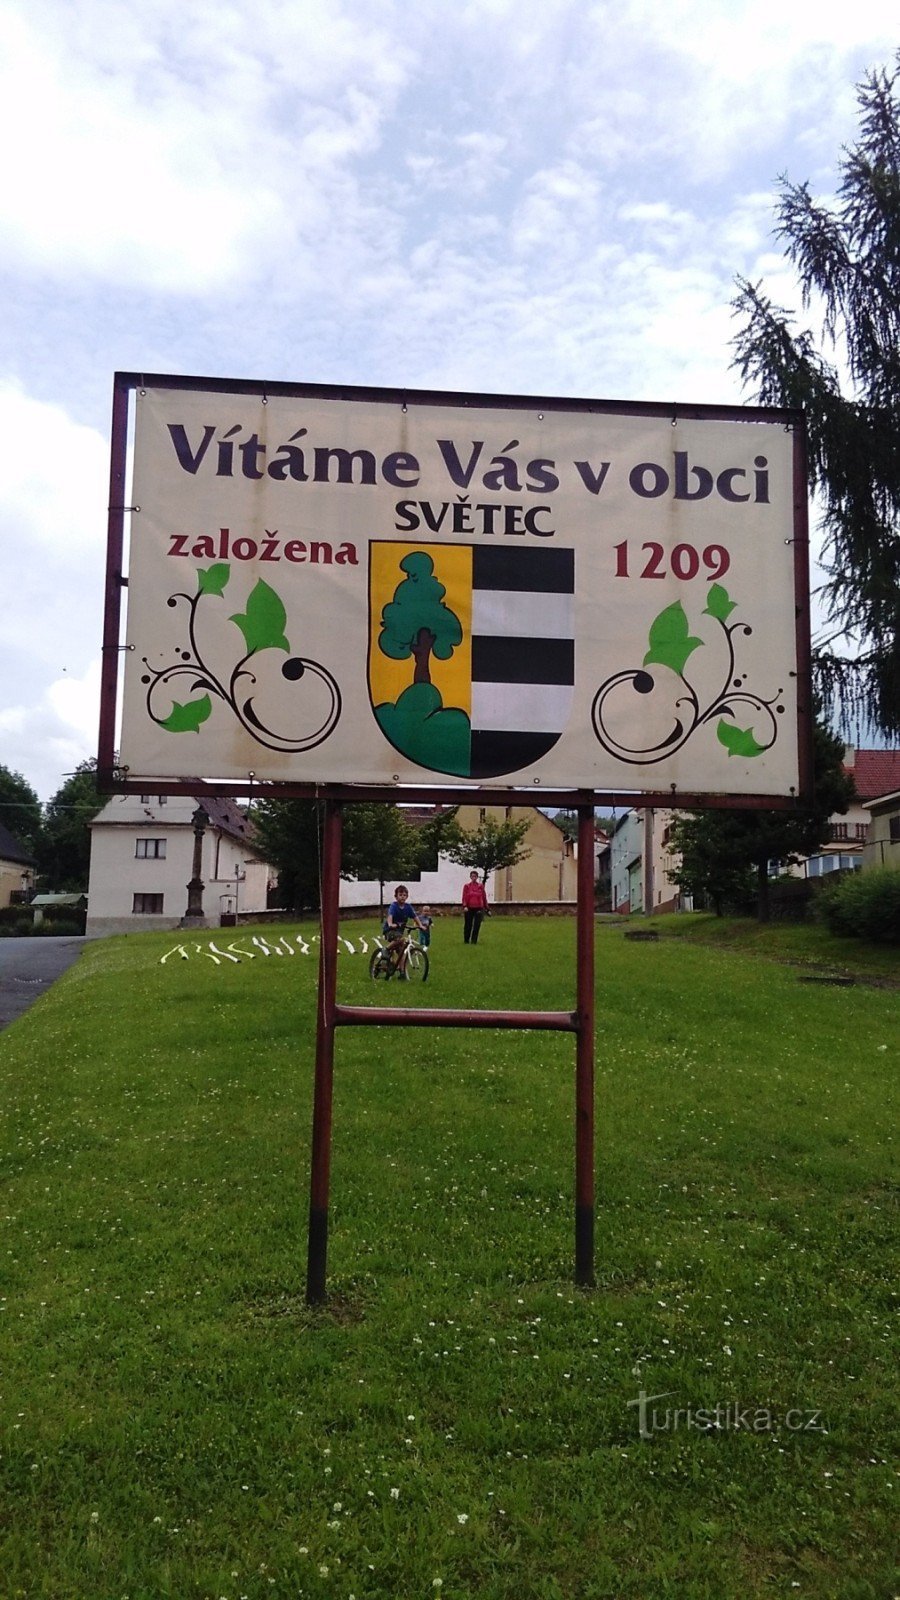 Vítáme Vás v obci
SVĚTEC
založena 1209
Turistika.cz